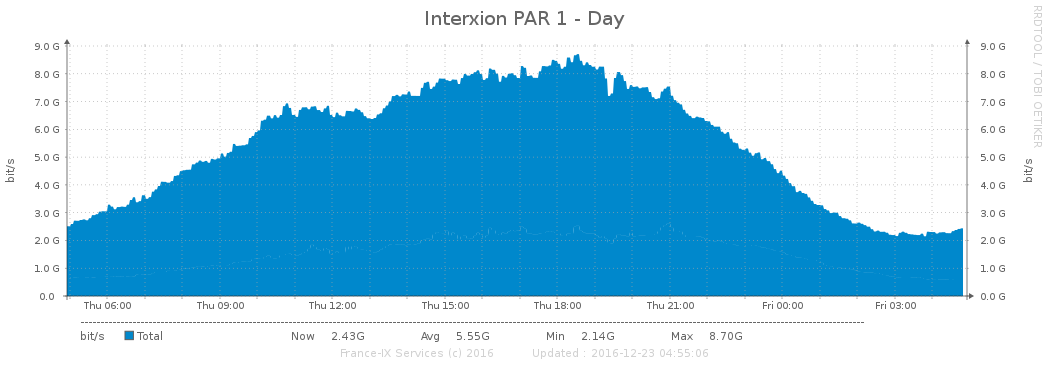 Interxion PAR 1 - Day
RRDTOOL / TOBI OETIKER
bit/s
bit/s
9.0 G 9.0 G
8.0 G 8.0 G
7.0 G 7.0 G
6.0 G 6.0 G
5.0 G 5.0 G
4.0 G 4.0 G
3.0 G 3.0 G
2.0 G 2.0 G
1.0 G 1.0 G
0.0 0.0 G
Thu 06:00 Thu 09:00 Thu 12:00 Thu 15:00 Thu 18:00 Thu 21:00 Fri 00:00 Fri 03:00
bit/s Total Now 2.43G Avg 5.55G Min 2.14G Max 8.70G
France-IX Services (c) 2016 Updated : 2016-12-23 04:55:06